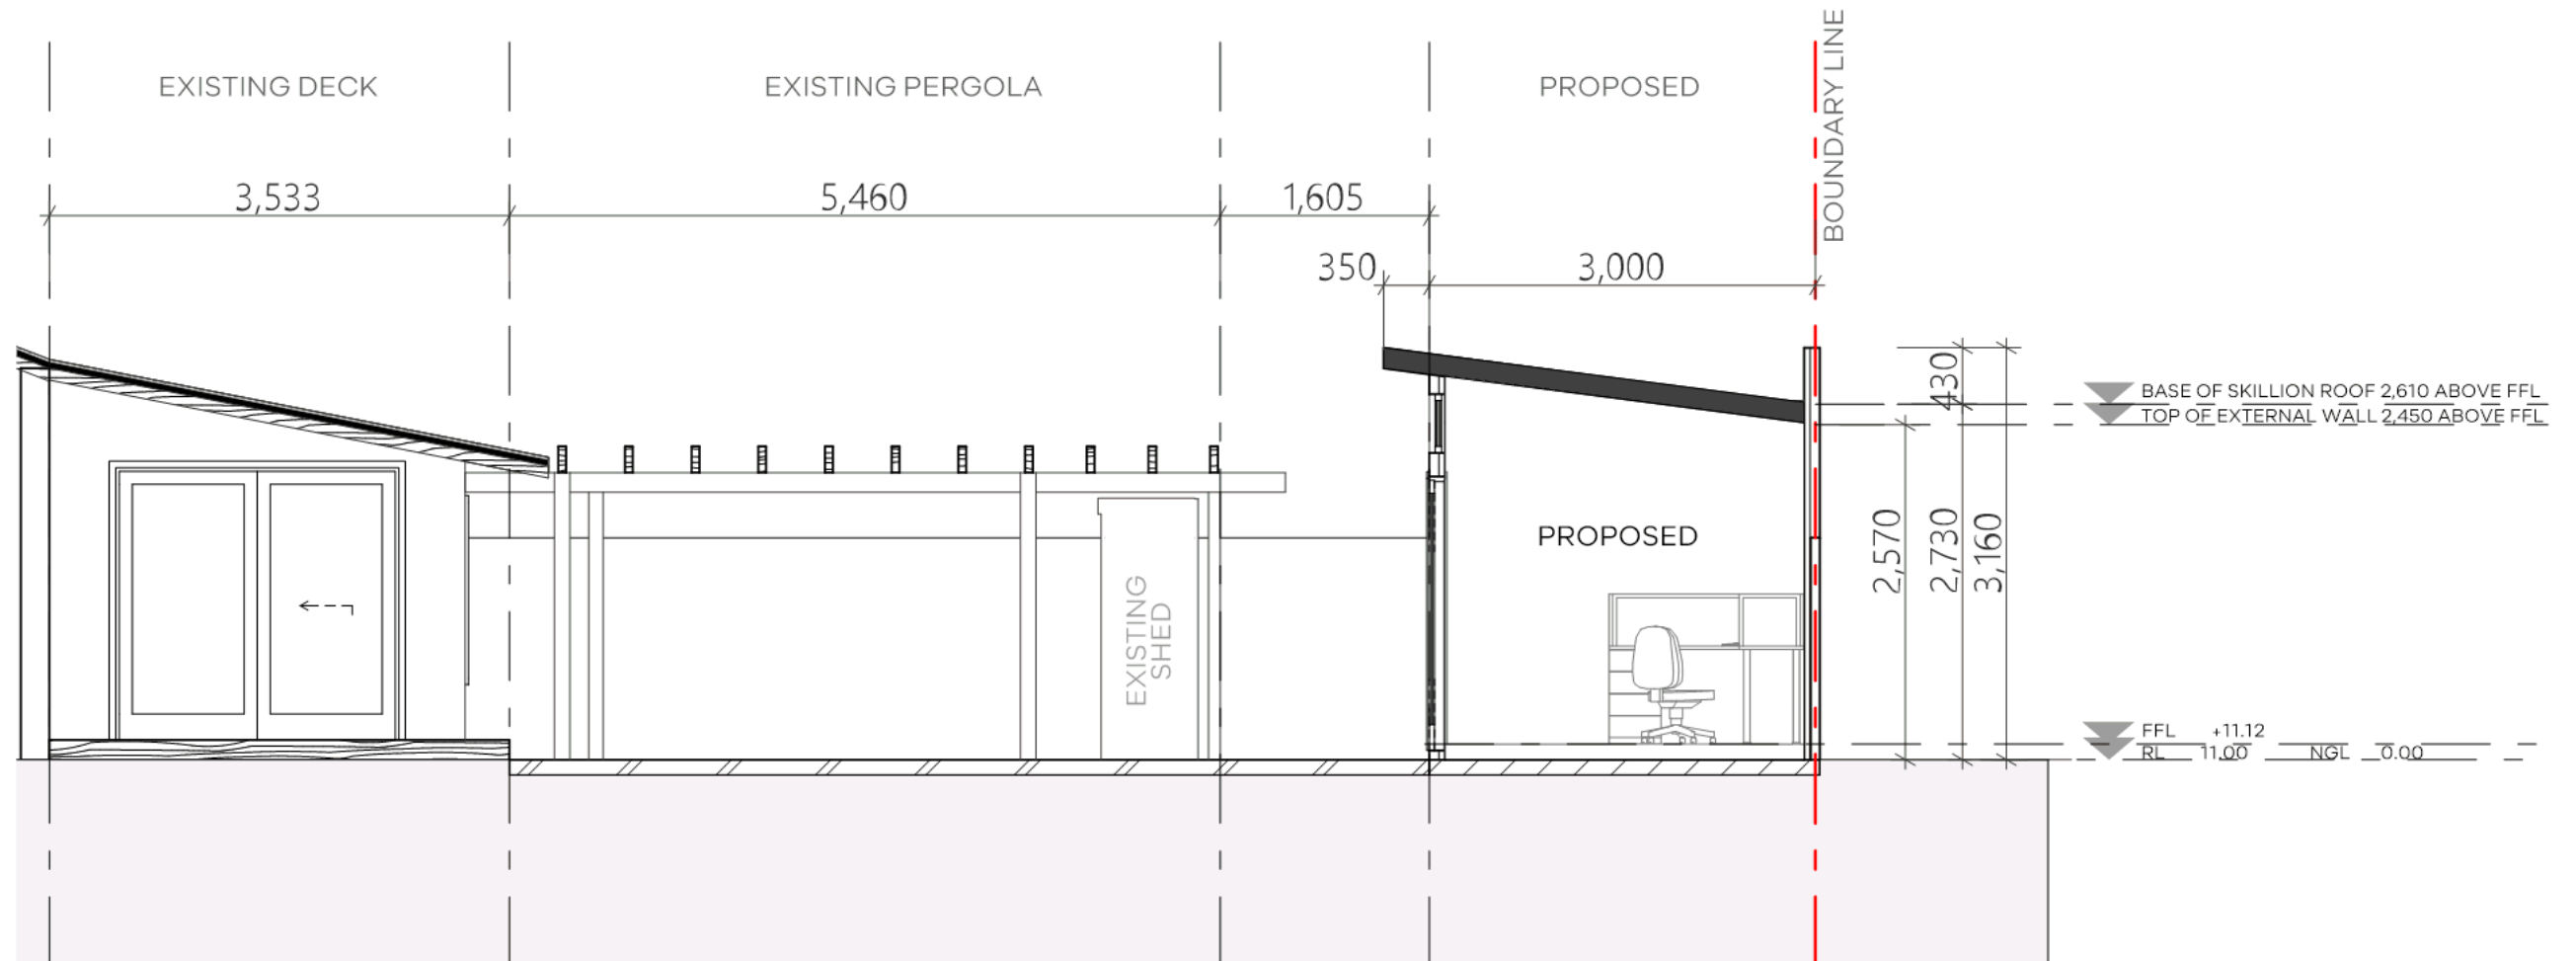 EXISTING DECK
EXISTING PERGOLA
PROPOSED
BOUNDARY LINE
3,533
5,460
1,605
350
3,000
430
BASE OF SKILLION ROOF 2,610 ABOVE FFL
TOP OF EXTERNAL WALL 2,450 ABOVE FFL
PROPOSED
EXISTING
SHED
2,570
2,730
3,160
FFL +11.12
RL 11.00 NGL 0.00